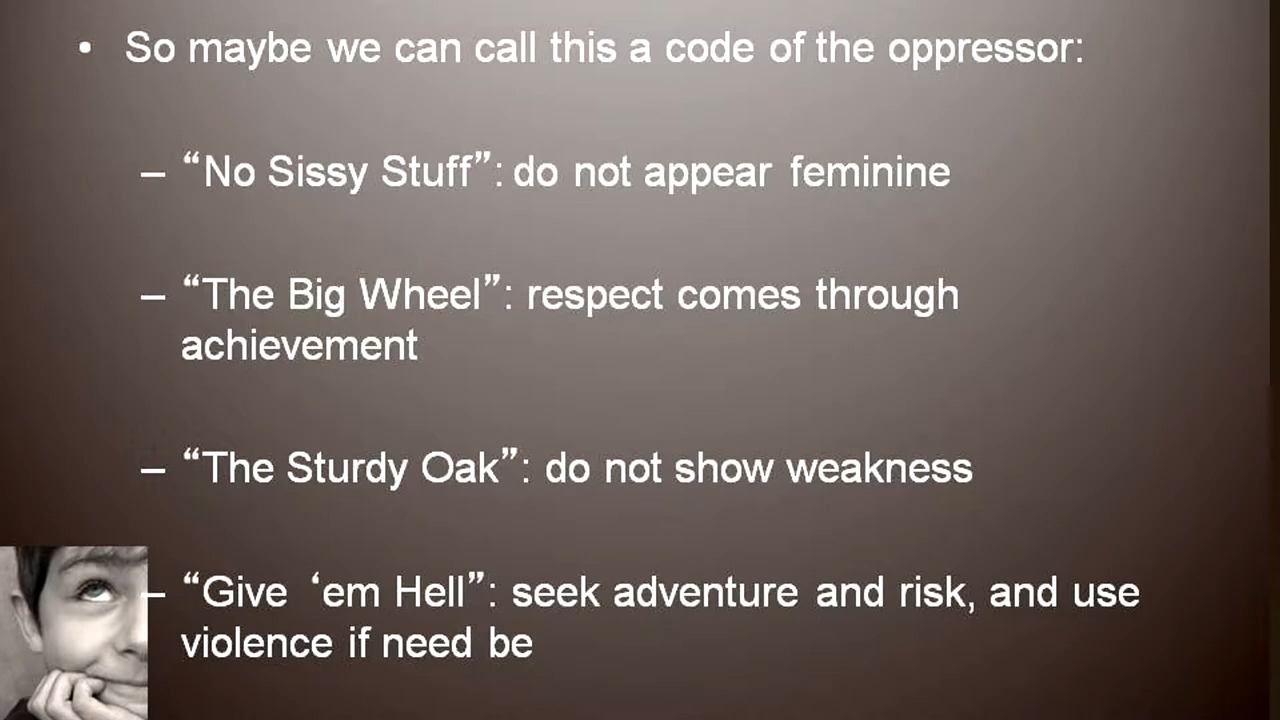 • So maybe we can call this a code of the oppressor:
– “No Sissy Stuff”: do not appear feminine
– “The Big Wheel”: respect comes through
achievement
– “The Sturdy Oak”: do not show weakness
– “Give ‘em Hell”: seek adventure and risk, and use
violence if need be